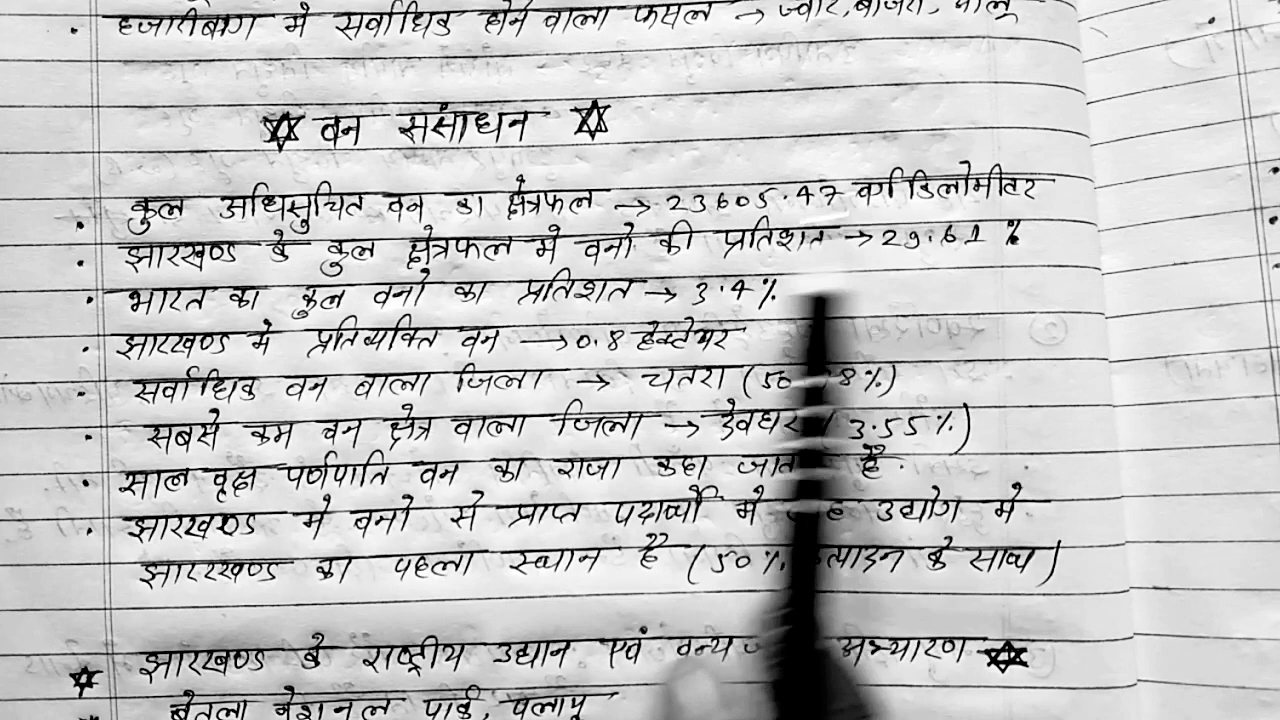 . हजारीबाग मे सर्वाधिक होने वाला फसल → ज्वार, बाजरा,
☆ वन संसाधन ☆
. कुल अधिसुचित वन का क्षेत्रफल → 23605.47 वर्ग किलोमीटर
. झारखण्ड के कुल क्षेत्रफल मे वनो की प्रतिशत → 29.61 %
. भारत का कुल वनो का प्रतिशत → 3.4%
. झारखण्ड मे प्रतिव्यक्ति वन → 0.8 हेक्टेयर
. सर्वाधिक वन वाला जिला → चतरा (50 8%)
. सबसे कम वन क्षेत्र वाला जिला → देवघर ( 3.55%)
. साल वृक्ष पर्णपाति वन का राजा कहा है.
. झारखण्ड मे वनो से प्राप्त पदार्थो मे उद्योग मे
झारखण्ड का पहला स्थान है (50% के साथ)
☆ झारखण्ड के राष्ट्रीय उद्यान एवं वन्य अभ्यारण ☆
बेतला नेशनल पार्क, पलामू